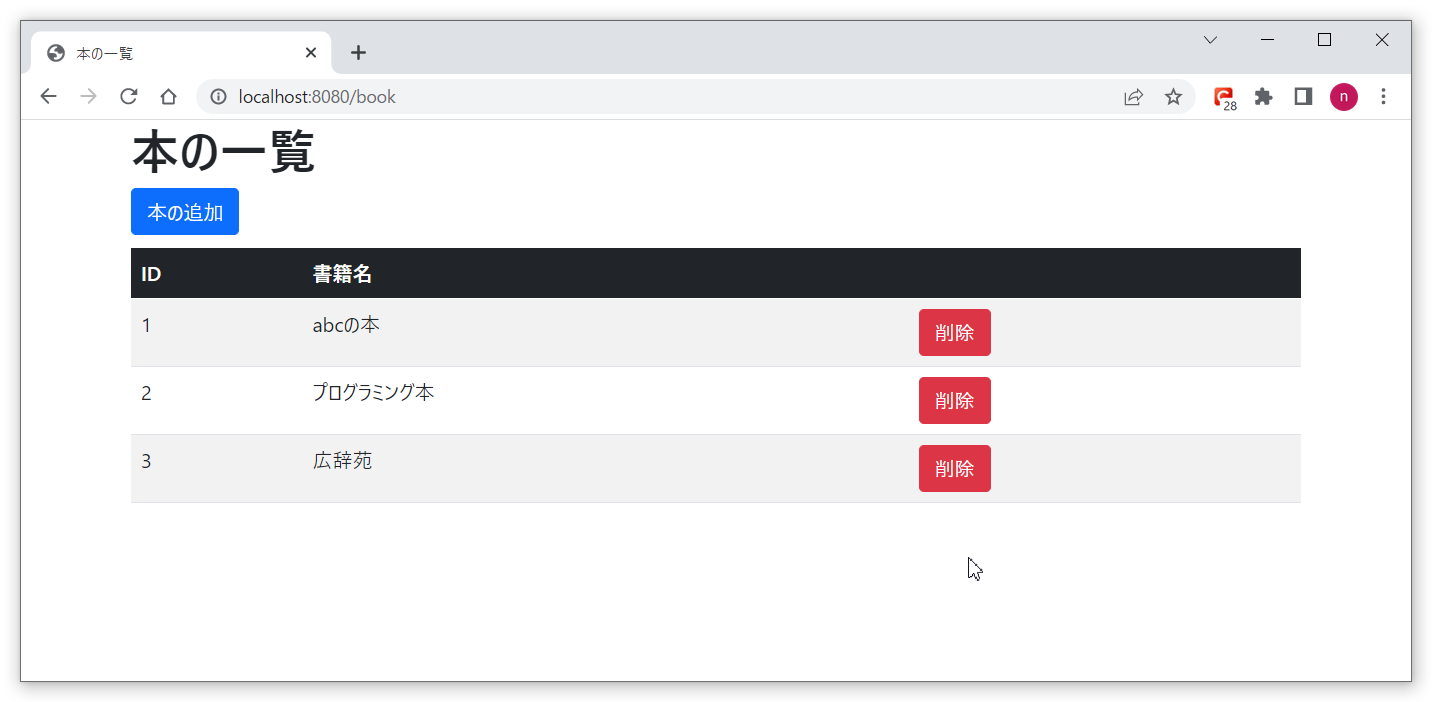 本の一覧
localhost:8080/book
28
n
本の一覧
本の追加
ID 書籍名
1 abcの本 削除
2 プログラミング本 削除
3 広辞苑 削除